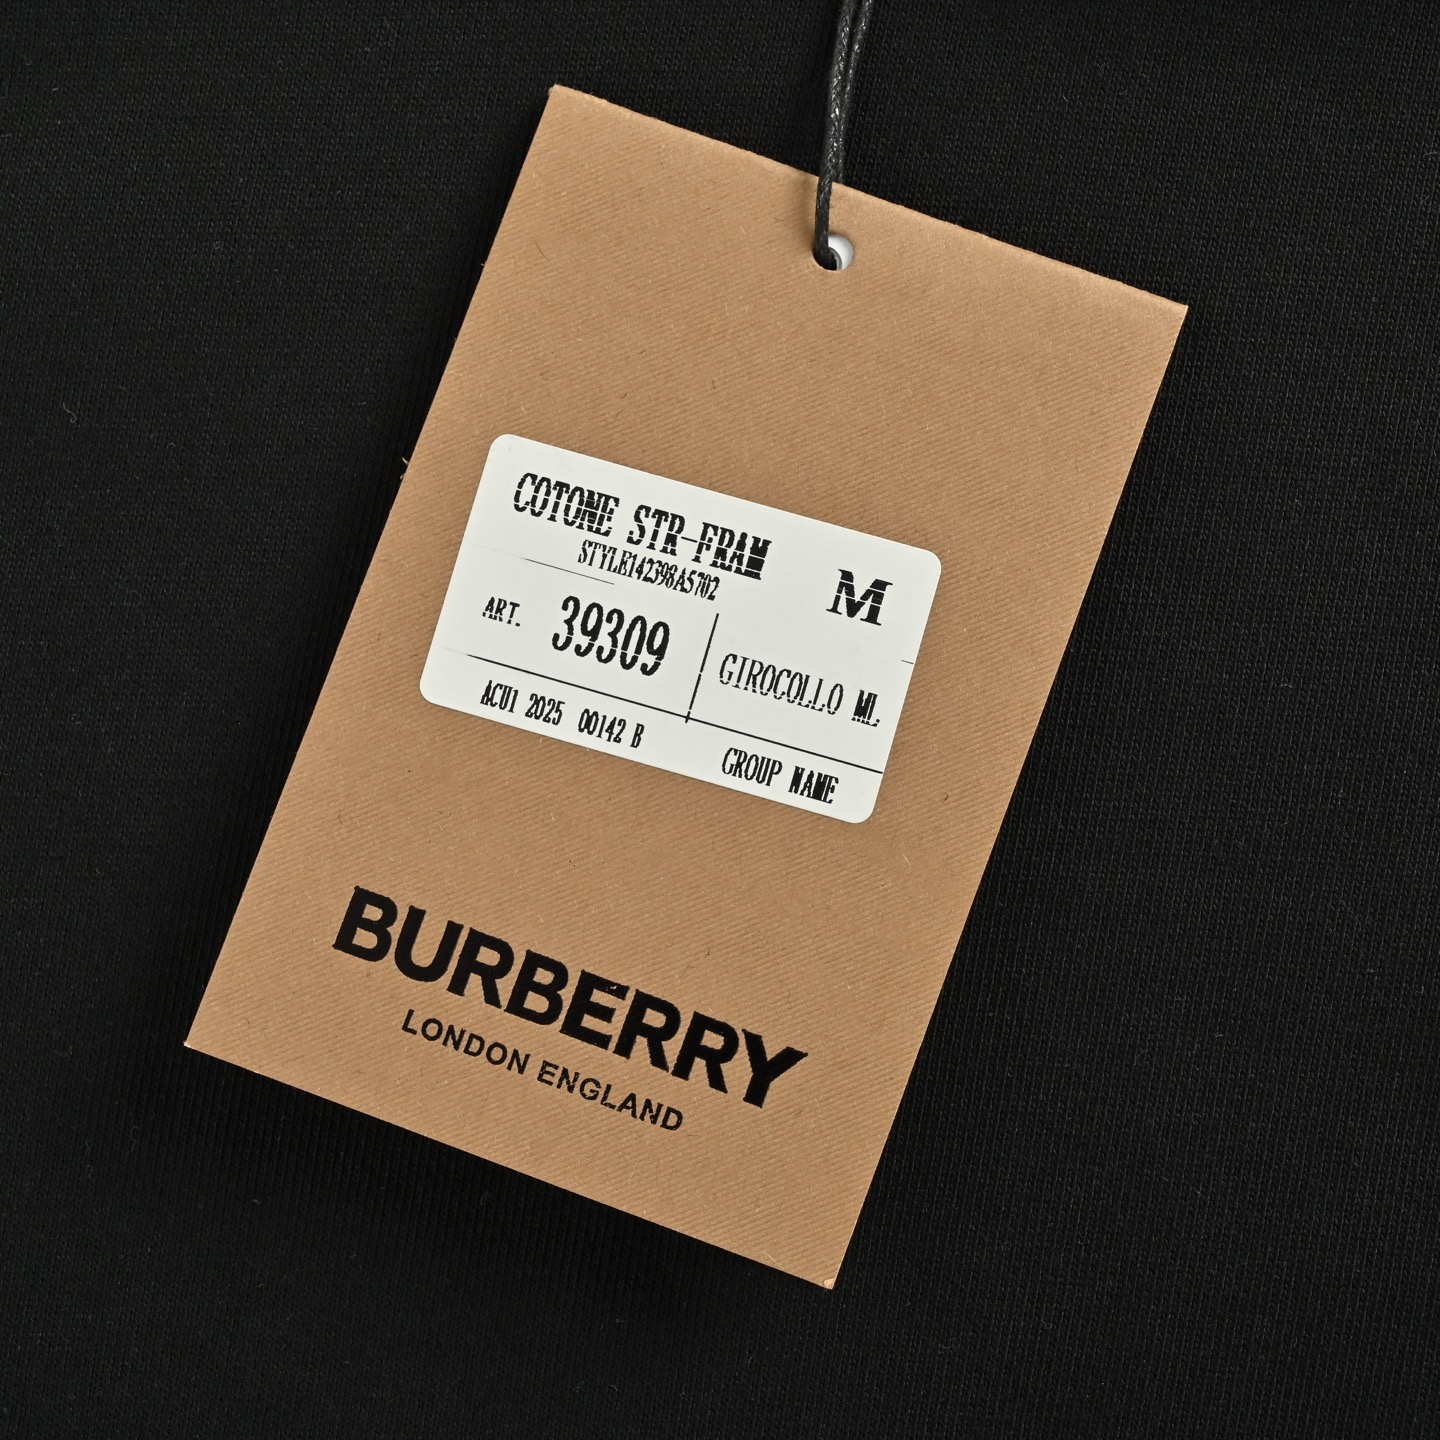 COTONE STR-FRAM
STYLE142398A5702
M
ART. 39309
GIROCOLLO ML
ACU1 2025 00142 B
GROUP NAME
BURBERRY
LONDON ENGLAND